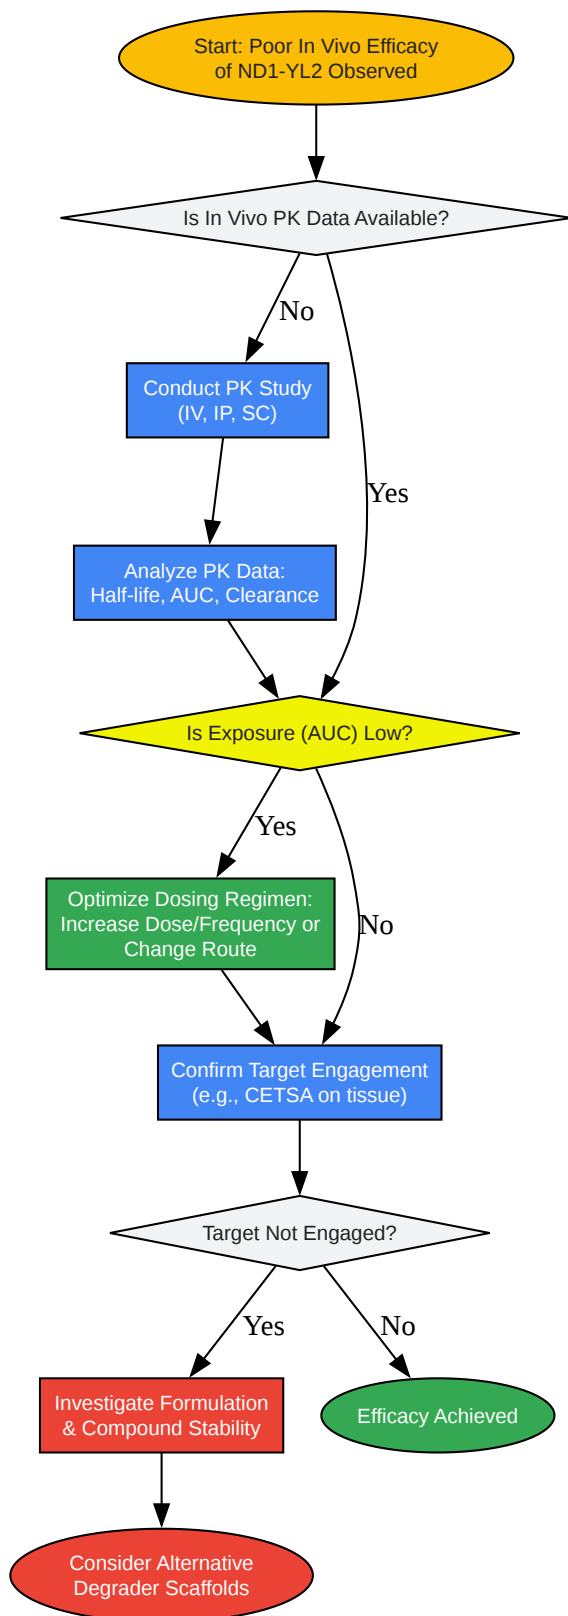 Start: Poor In Vivo Efficacy
of ND1-YL2 Observed
Is In Vivo PK Data Available?
No
Conduct PK Study
(IV, IP, SC)
Yes
Analyze PK Data:
Half-life, AUC, Clearance
Is Exposure (AUC) Low?
Yes
Optimize Dosing Regimen:
Increase Dose/Frequency or
Change Route
No
Confirm Target Engagement
(e.g., CETSA on tissue)
Target Not Engaged?
Yes
No
Investigate Formulation
& Compound Stability
Efficacy Achieved
Consider Alternative
Degrader Scaffolds